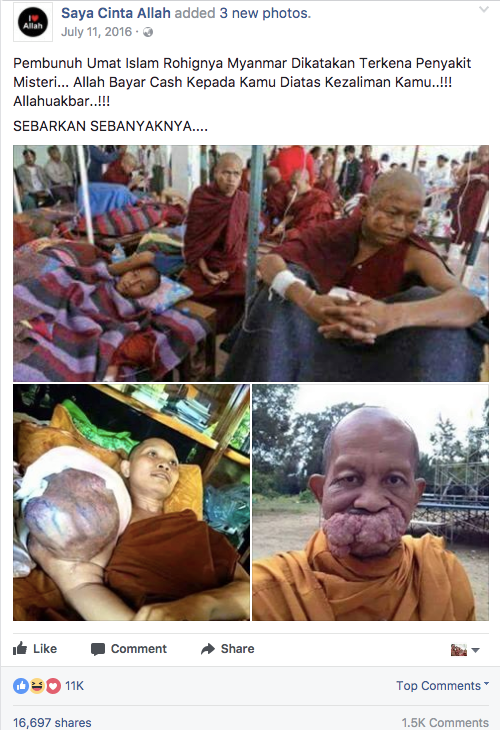 I ♥
Allah
Saya Cinta Allah added 3 new photos.
July 11, 2016 ·
Pembunuh Umat Islam Rohignya Myanmar Dikatakan Terkena Penyakit
Misteri... Allah Bayar Cash Kepada Kamu Diatas Kezaliman Kamu..!!!
Allahuakbar..!!!
SEBARKAN SEBANYAKNYA....
Like Comment Share
11K Top Comments
16,697 shares 1.5K Comments